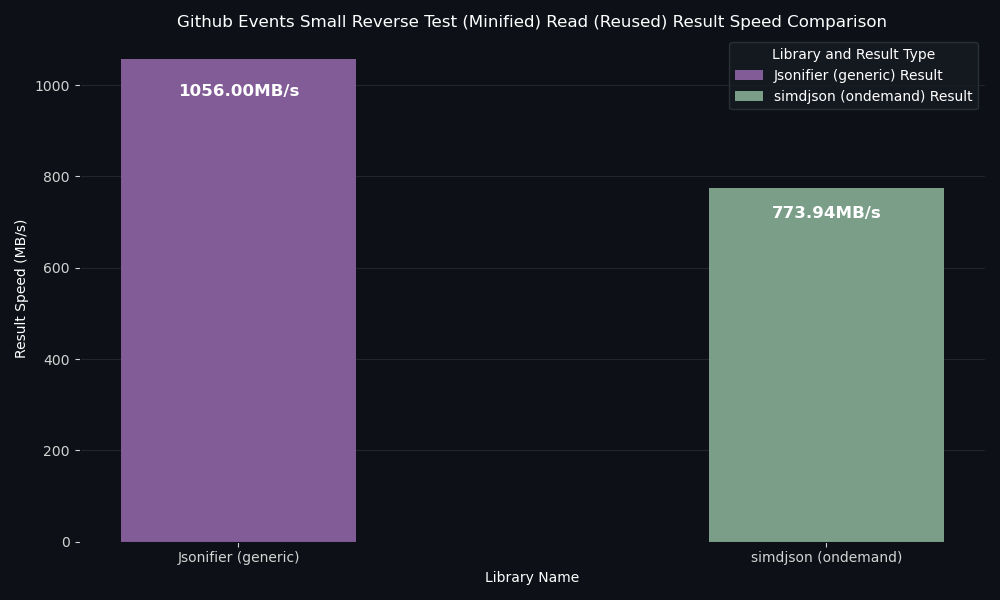 Github Events Small Reverse Test (Minified) Read (Reused) Result Speed Comparison
Library and Result Type
Jsonifier (generic) Result
simdjson (ondemand) Result
1056.00MB/s
773.94MB/s
Result Speed (MB/s)
1000
800
600
400
200
0
Jsonifier (generic)
simdjson (ondemand)
Library Name